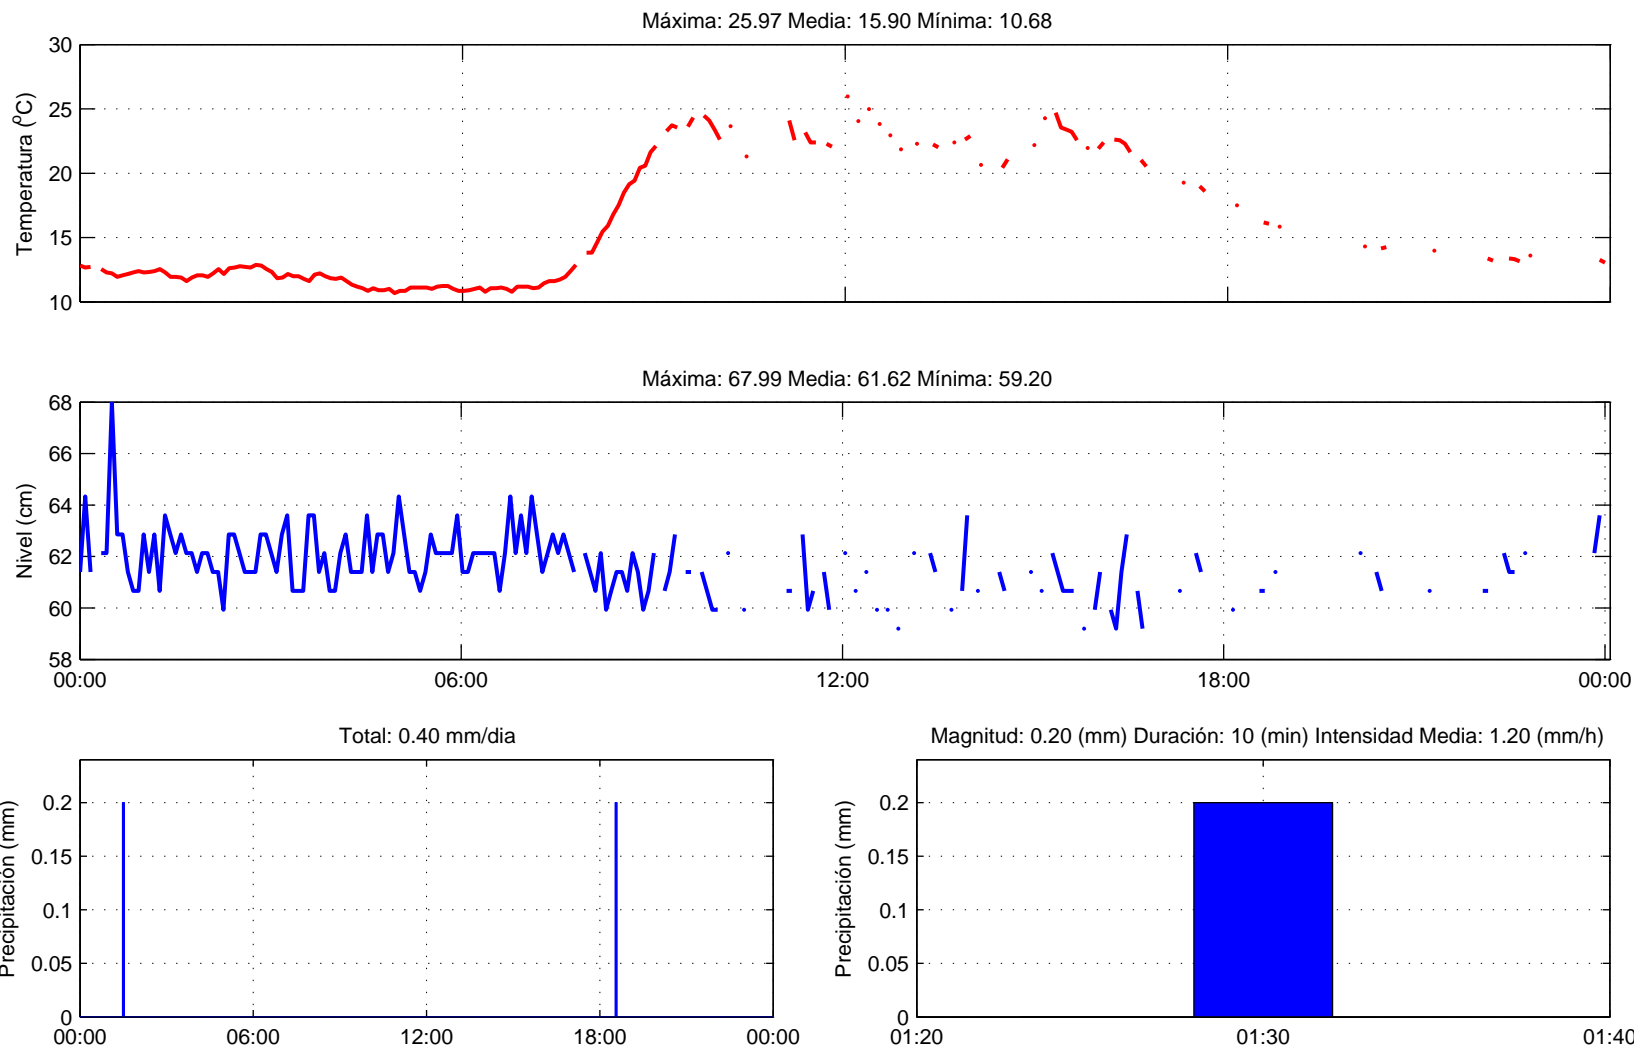 Máxima: 25.97 Media: 15.90 Mínima: 10.68
Temperatura (ºC)
30
25
20
15
10
Máxima: 67.99 Media: 61.62 Mínima: 59.20
Nivel (cm)
68
66
64
62
60
58
00:00 06:00 12:00 18:00 00:00
Total: 0.40 mm/dia
Precipitación (mm)
0.2
0.15
0.1
0.05
0
00:00 06:00 12:00 18:00 00:00
Magnitud: 0.20 (mm) Duración: 10 (min) Intensidad Media: 1.20 (mm/h)
Precipitación (mm)
0.2
0.15
0.1
0.05
0
01:20 01:30 01:40